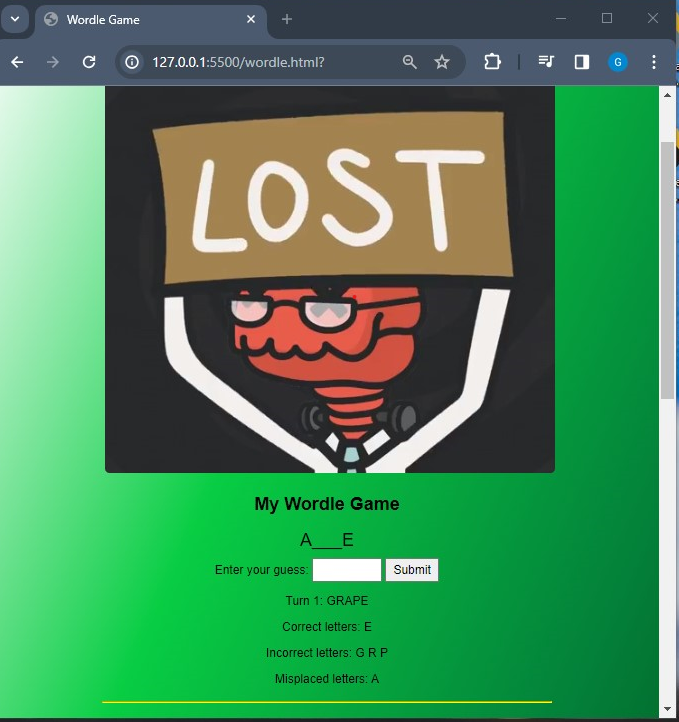 Wordle Game
127.0.0.1:5500/wordle.html?
G
LOST
My Wordle Game
A___E
Enter your guess: Submit
Turn 1: GRAPE
Correct letters: E
Incorrect letters: G R P
Misplaced letters: A